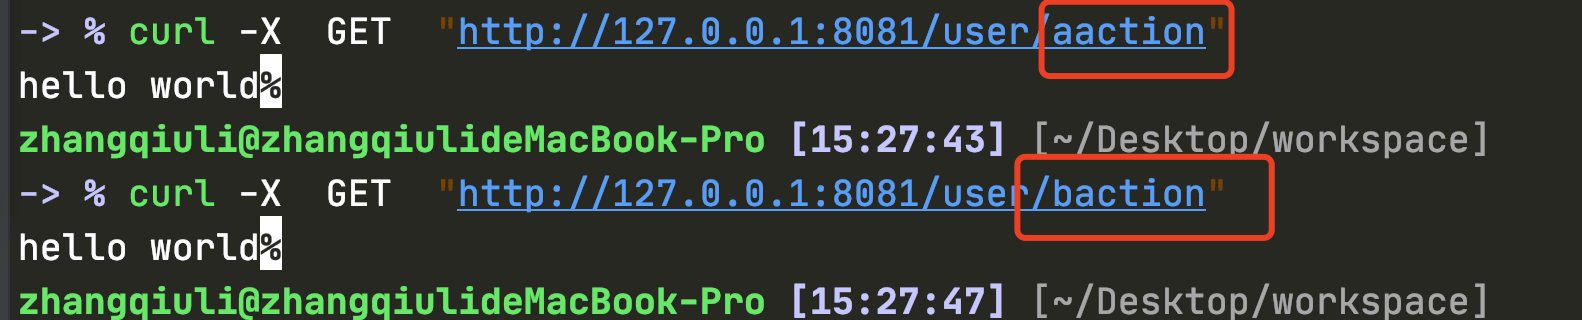 -> % curl -X  GET  "http://127.0.0.1:8081/user/aaction"
hello world%
zhangqiuli@zhangqiulideMacBook-Pro [15:27:43] [~/Desktop/workspace]
-> % curl -X  GET  "http://127.0.0.1:8081/user/baction"
hello world%
zhangqiuli@zhangqiulideMacBook-Pro [15:27:47] [~/Desktop/workspace]